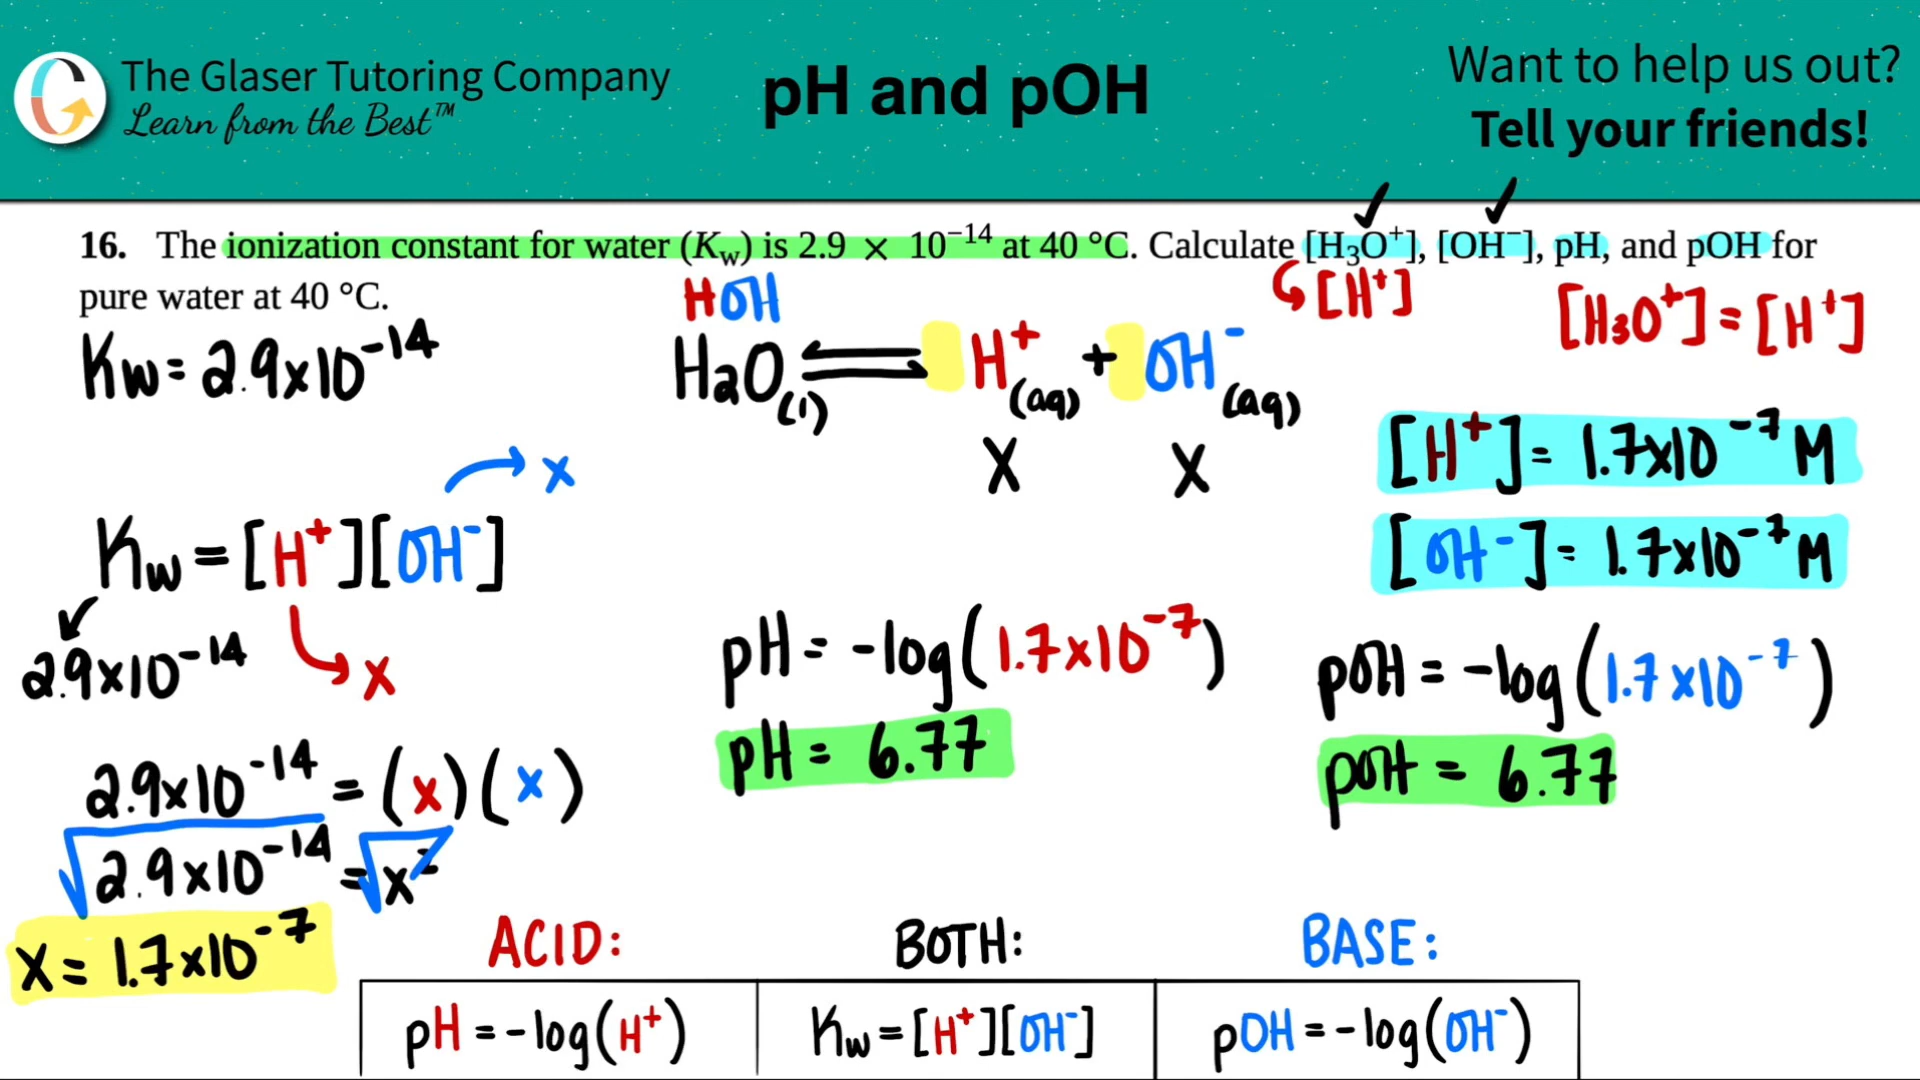 The Glaser Tutoring Company
Learn from the Best™
pH and pOH
Want to help us out?
Tell your friends!
16. The ionization constant for water (Kw) is 2.9 × 10⁻¹⁴ at 40 °C. Calculate [H₃O⁺], [OH⁻], pH, and pOH for
pure water at 40 °C.
HOH
[H⁺]
[H₃O⁺] = [H⁺]
Kw = 2.9x10⁻¹⁴
H₂O(l) ⇌ H⁺(aq) + OH⁻(aq)
X X
[H⁺] = 1.7x10⁻⁷ M
[OH⁻] = 1.7x10⁻⁷ M
x
Kw = [H⁺][OH⁻]
2.9x10⁻¹⁴ x
pH = -log(1.7x10⁻⁷)
pH = 6.77
pOH = -log(1.7x10⁻⁷)
pOH = 6.77
2.9x10⁻¹⁴ = (x)(x)
√2.9x10⁻¹⁴ = √x²
X = 1.7x10⁻⁷
ACID: BOTH: BASE:
pH = -log(H⁺) Kw = [H⁺][OH⁻] pOH = -log(OH⁻)